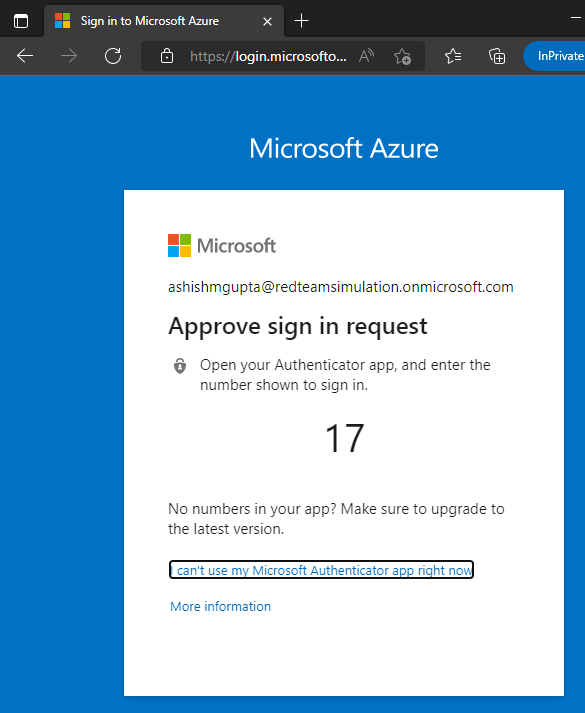 Sign in to Microsoft Azure
https://login.microsofto...
InPrivate
Microsoft Azure
Microsoft
ashishmgupta@redteamsimulation.onmicrosoft.com
Approve sign in request
Open your Authenticator app, and enter the
number shown to sign in.
17
No numbers in your app? Make sure to upgrade to
the latest version.
I can't use my Microsoft Authenticator app right now
More information